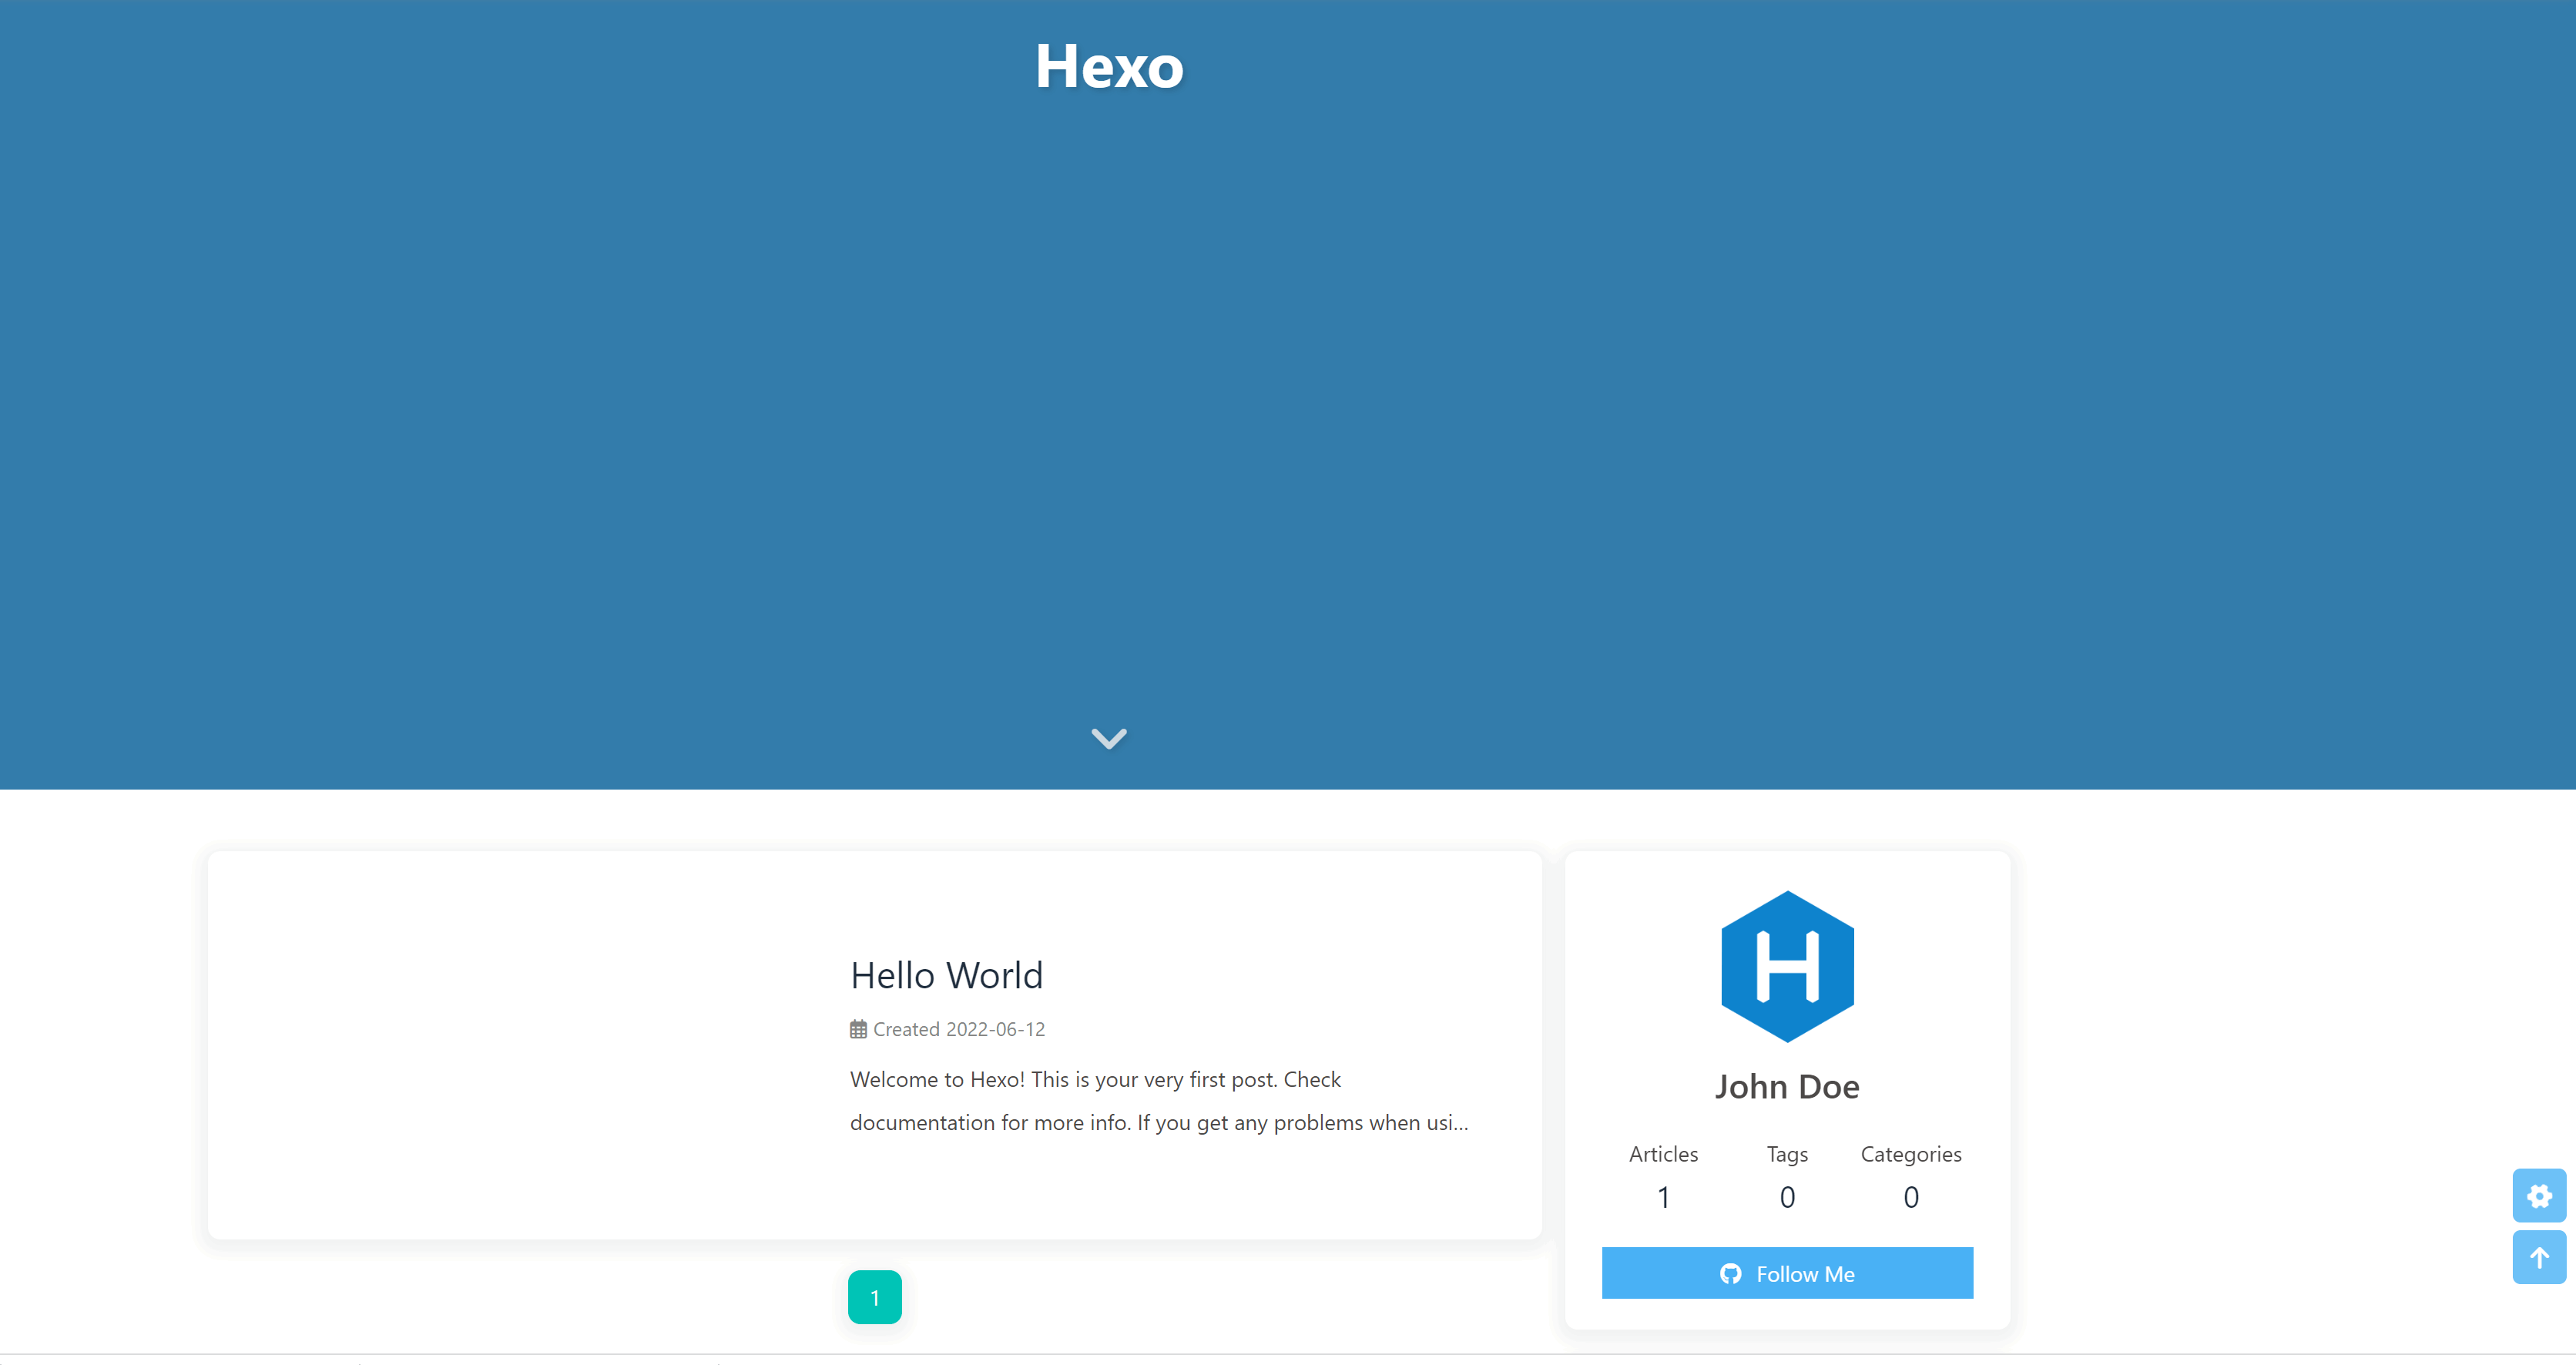 Hexo
Hello World
Created 2022-06-12
Welcome to Hexo! This is your very first post. Check
documentation for more info. If you get any problems when usi...
1
H
John Doe
Articles Tags Categories
1 0 0
Follow Me